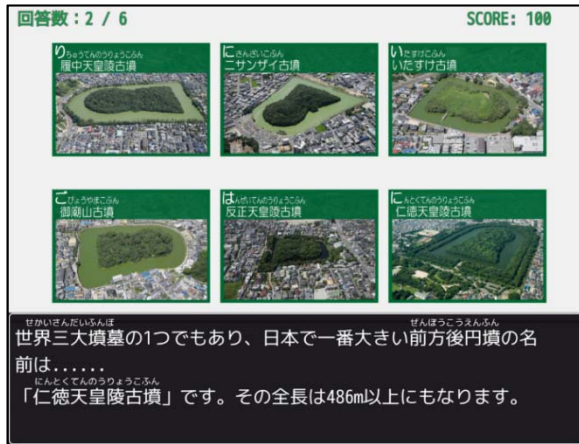 回答数:2 / 6
SCORE: 100
りちゅうてんのうりょうこふん
履中天皇陵古墳
にさんざいこふん
ニサンザイ古墳
いたすけこふん
いたすけ古墳
ごびょうやまこふん
御廟山古墳
はんぜいてんのうりょうこふん
反正天皇陵古墳
にんとくてんのうりょうこふん
仁徳天皇陵古墳
せかいさんだいふんぼ
ぜんぽうこうえんふん
世界三大墳墓の1つでもあり、日本で一番大きい前方後円墳の名
前は......
にんとくてんのうりょうこふん
「仁徳天皇陵古墳」です。その全長は486m以上にもなります。